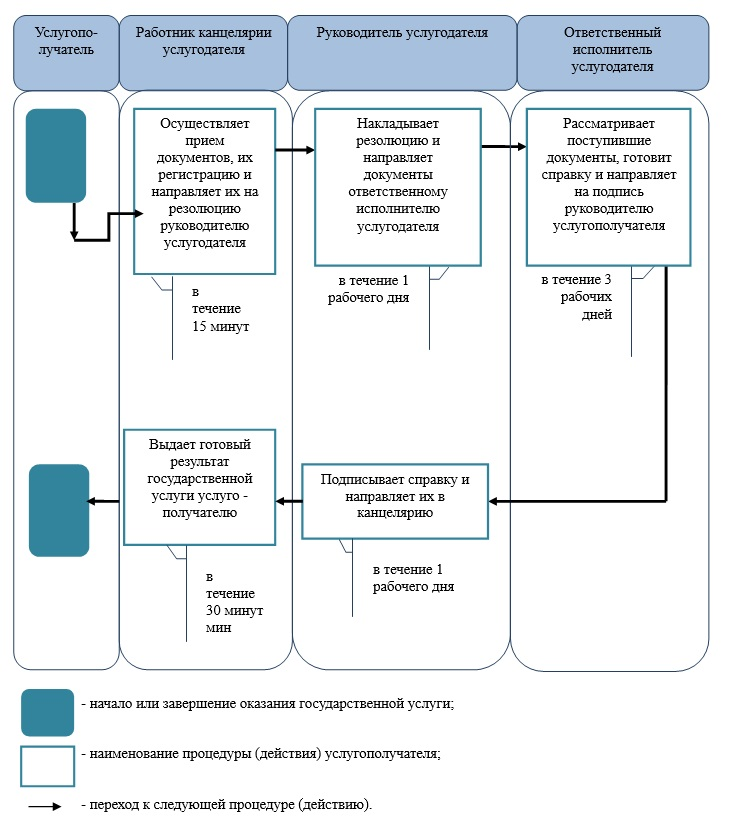 Услугопо-
лучатель
Работник канцелярии
услугодателя
Руководитель услугодателя
Ответственный
исполнитель
услугодателя
Осуществляет
прием
документов, их
регистрацию и
направляет их на
резолюцию
руководителю
услугодателя
Накладывает
резолюцию и
направляет
документы
ответственному
исполнителю
услугодателя
Рассматривает
поступившие
документы, готовит
справку и направляет
на подпись
руководителю
услугополучателя
в
течение
15 минут
в течение 1
рабочего дня
в течение 3
рабочих
дней
Выдает готовый
результат
государственной
услуги услуго -
получателю
Подписывает справку и
направляет их в
канцелярию
в
течение
30 минут
мин
в течение 1
рабочего дня
- начало или завершение оказания государственной услуги;
- наименование процедуры (действия) услугополучателя;
- переход к следующей процедуре (действию).